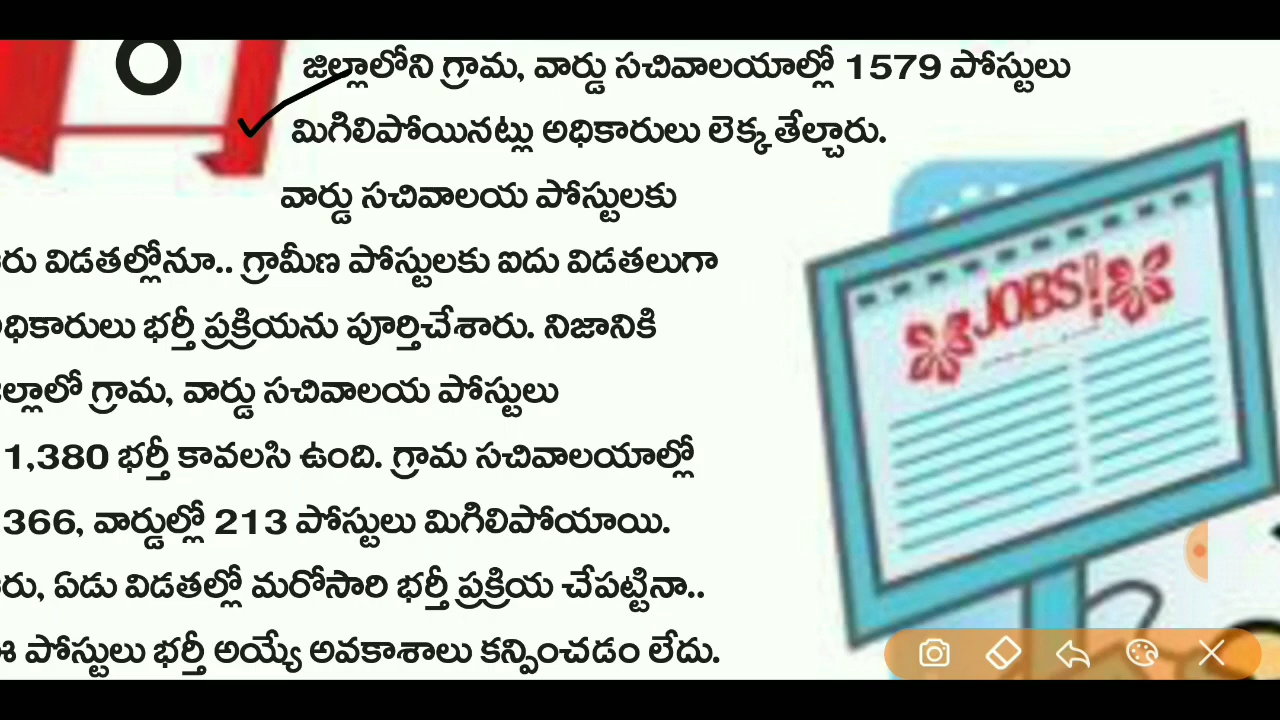 జిల్లాలోని గ్రామ, వార్డు సచివాలయాల్లో 1579 పోస్టులు
మిగిలిపోయినట్లు అధికారులు లెక్కతేల్చారు.
వార్డు సచివాలయ పోస్టులకు
విడతల్లోనూ.. గ్రామీణ పోస్టులకు ఐదు విడతలుగా
భర్తీ ప్రక్రియను పూర్తిచేశారు. నిజానికి
గ్రామ, వార్డు సచివాలయ పోస్టులు
1,380 భర్తీ కావలసి ఉంది. గ్రామ సచివాలయాల్లో
366, వార్డుల్లో 213 పోస్టులు మిగిలిపోయాయి.
ఏడు విడతల్లో మరోసారి భర్తీ ప్రక్రియ చేపట్టినా..
ఈ పోస్టులు భర్తీ అయ్యే అవకాశాలు కన్పించడం లేదు.
JOBS!